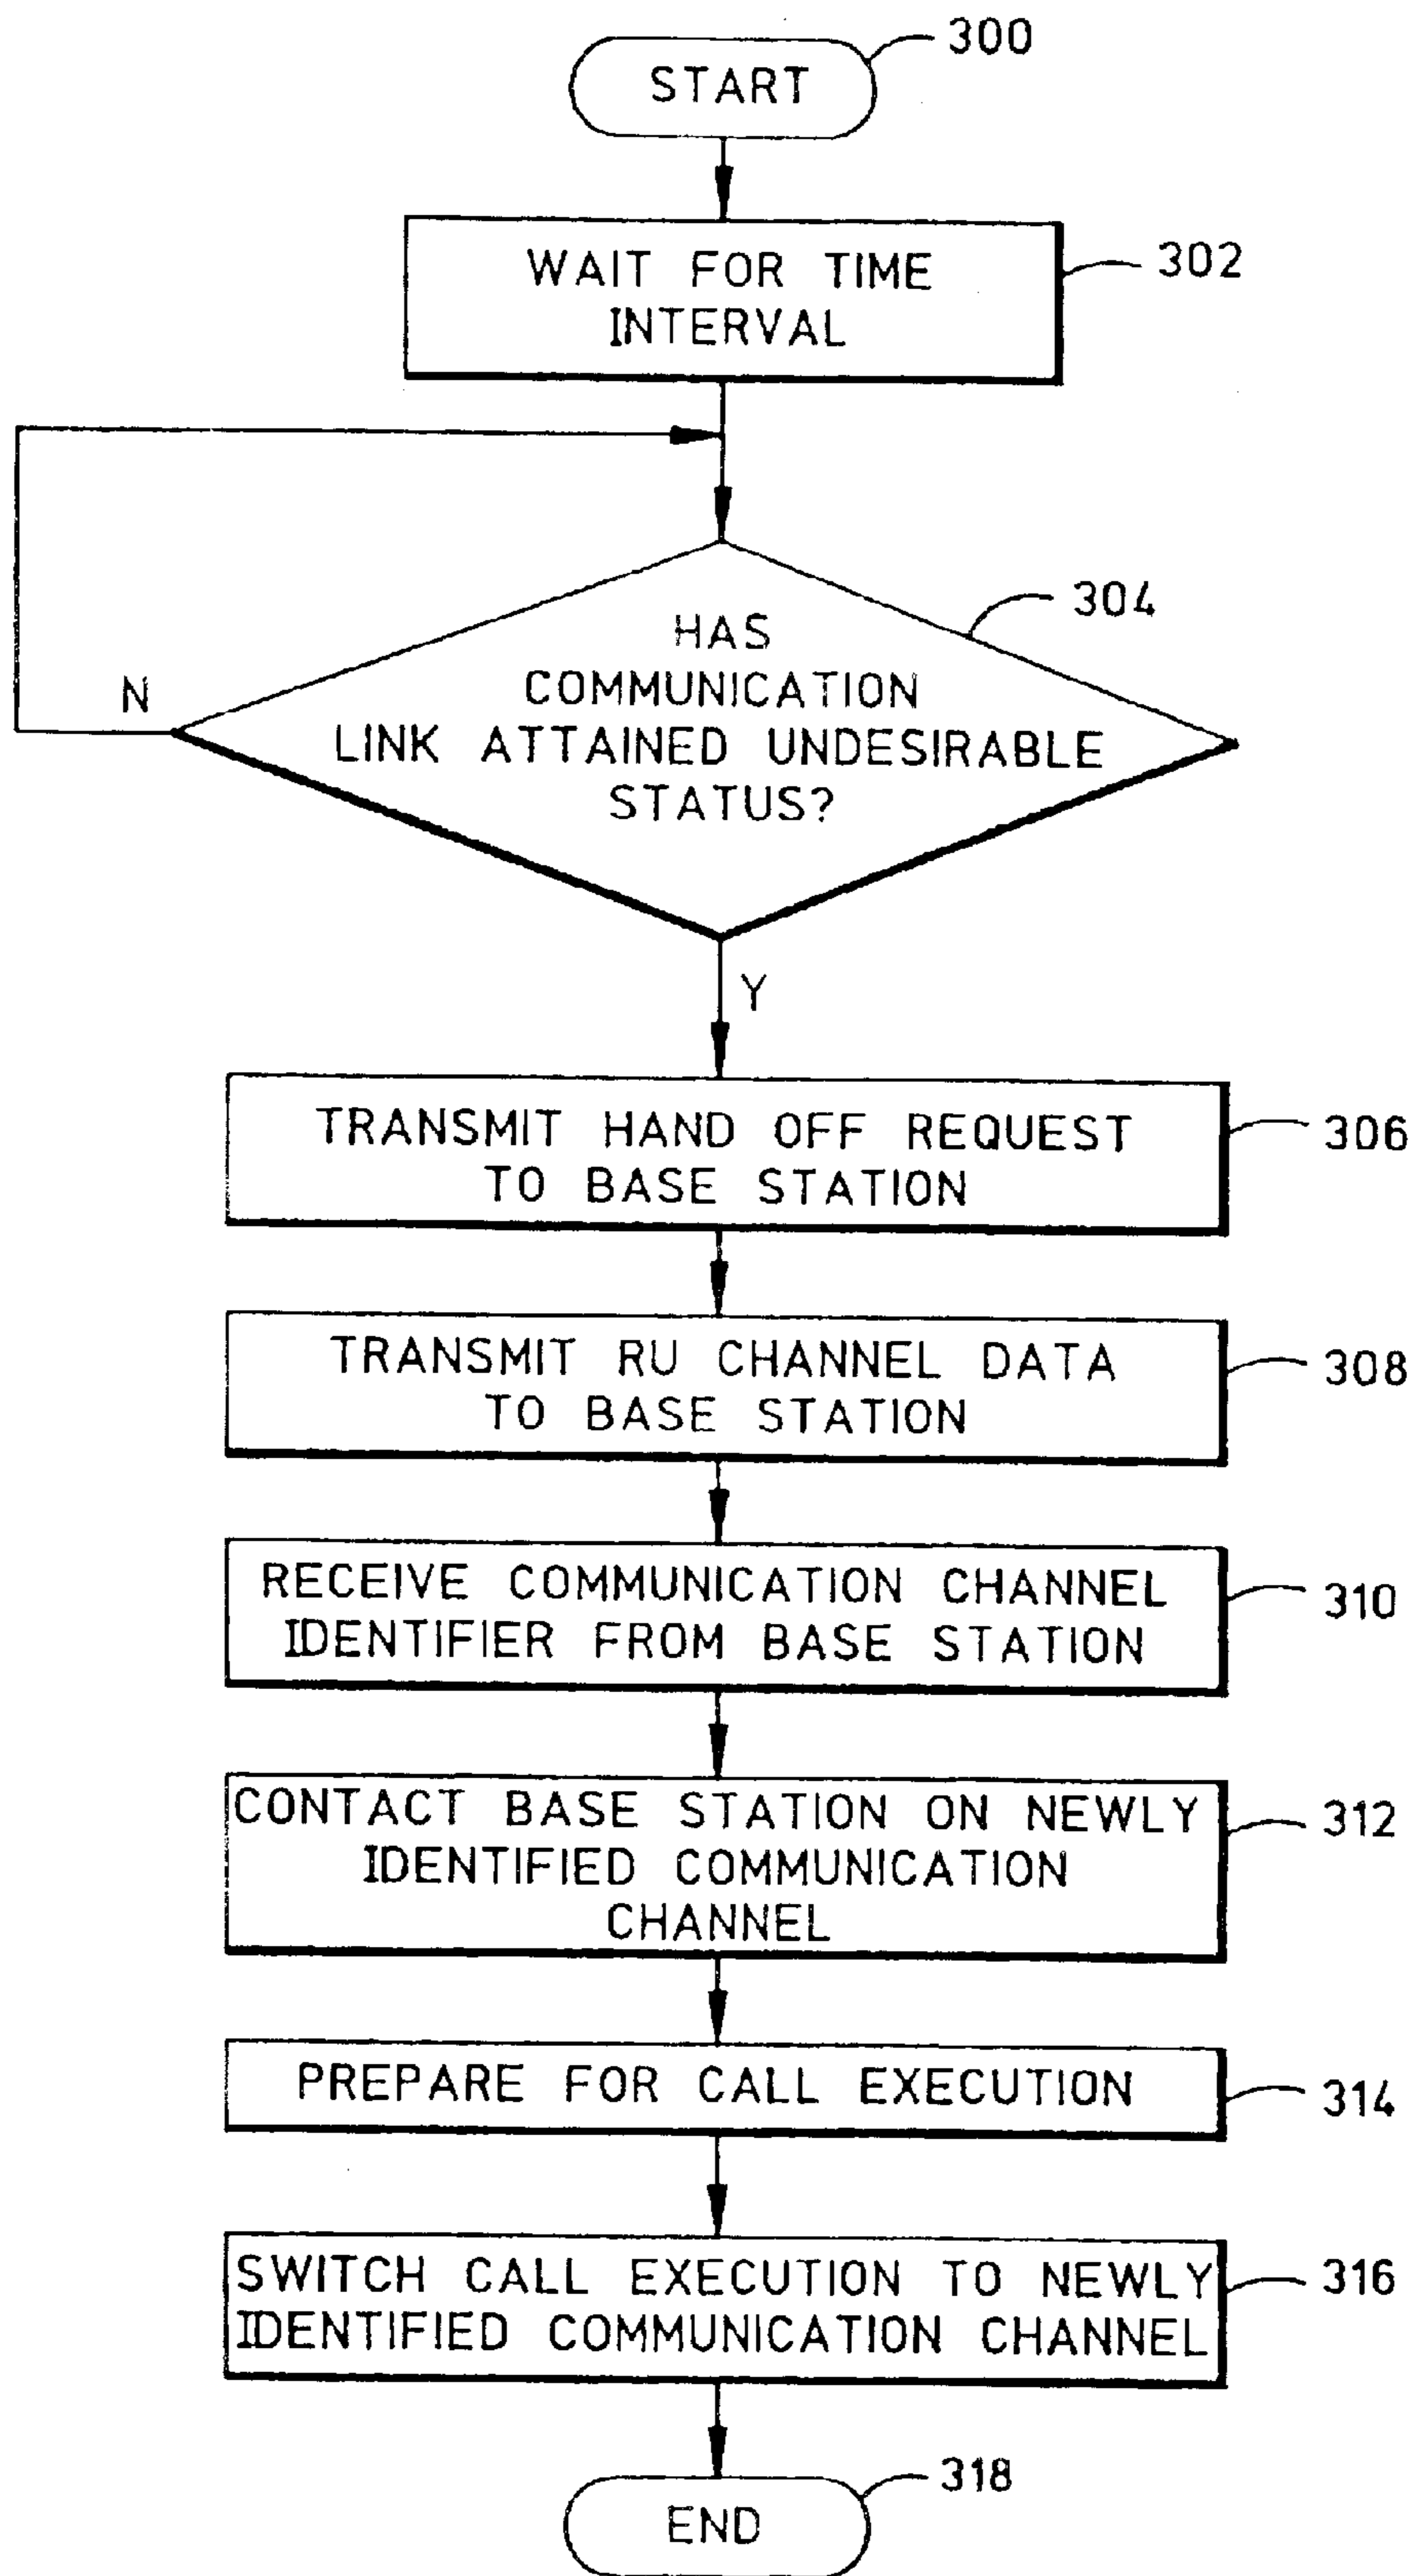 START
300
WAIT FOR TIME
INTERVAL
302
HAS
COMMUNICATION
LINK ATTAINED UNDESIRABLE
STATUS?
304
N
Y
TRANSMIT HAND OFF REQUEST
TO BASE STATION
306
TRANSMIT RU CHANNEL DATA
TO BASE STATION
308
RECEIVE COMMUNICATION CHANNEL
IDENTIFIER FROM BASE STATION
310
CONTACT BASE STATION ON NEWLY
IDENTIFIED COMMUNICATION
CHANNEL
312
PREPARE FOR CALL EXECUTION
314
SWITCH CALL EXECUTION TO NEWLY
IDENTIFIED COMMUNICATION CHANNEL
316
END
318